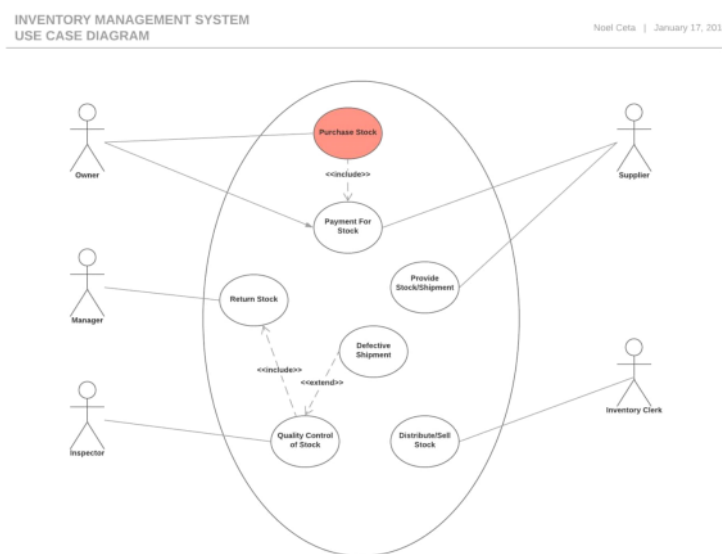 INVENTORY MANAGEMENT SYSTEM
USE CASE DIAGRAM
Noel Ceta | January 17, 201
Purchase Stock
Owner
<<include>>
Supplier
Payment For
Stock
Provide
Stock/Shipment
Return Stock
Manager
Defective
Shipment
<<include>>
<<extend>>
Inventory Clerk
Quality Control
of Stock
Distribute/Sell
Stock
Inspector